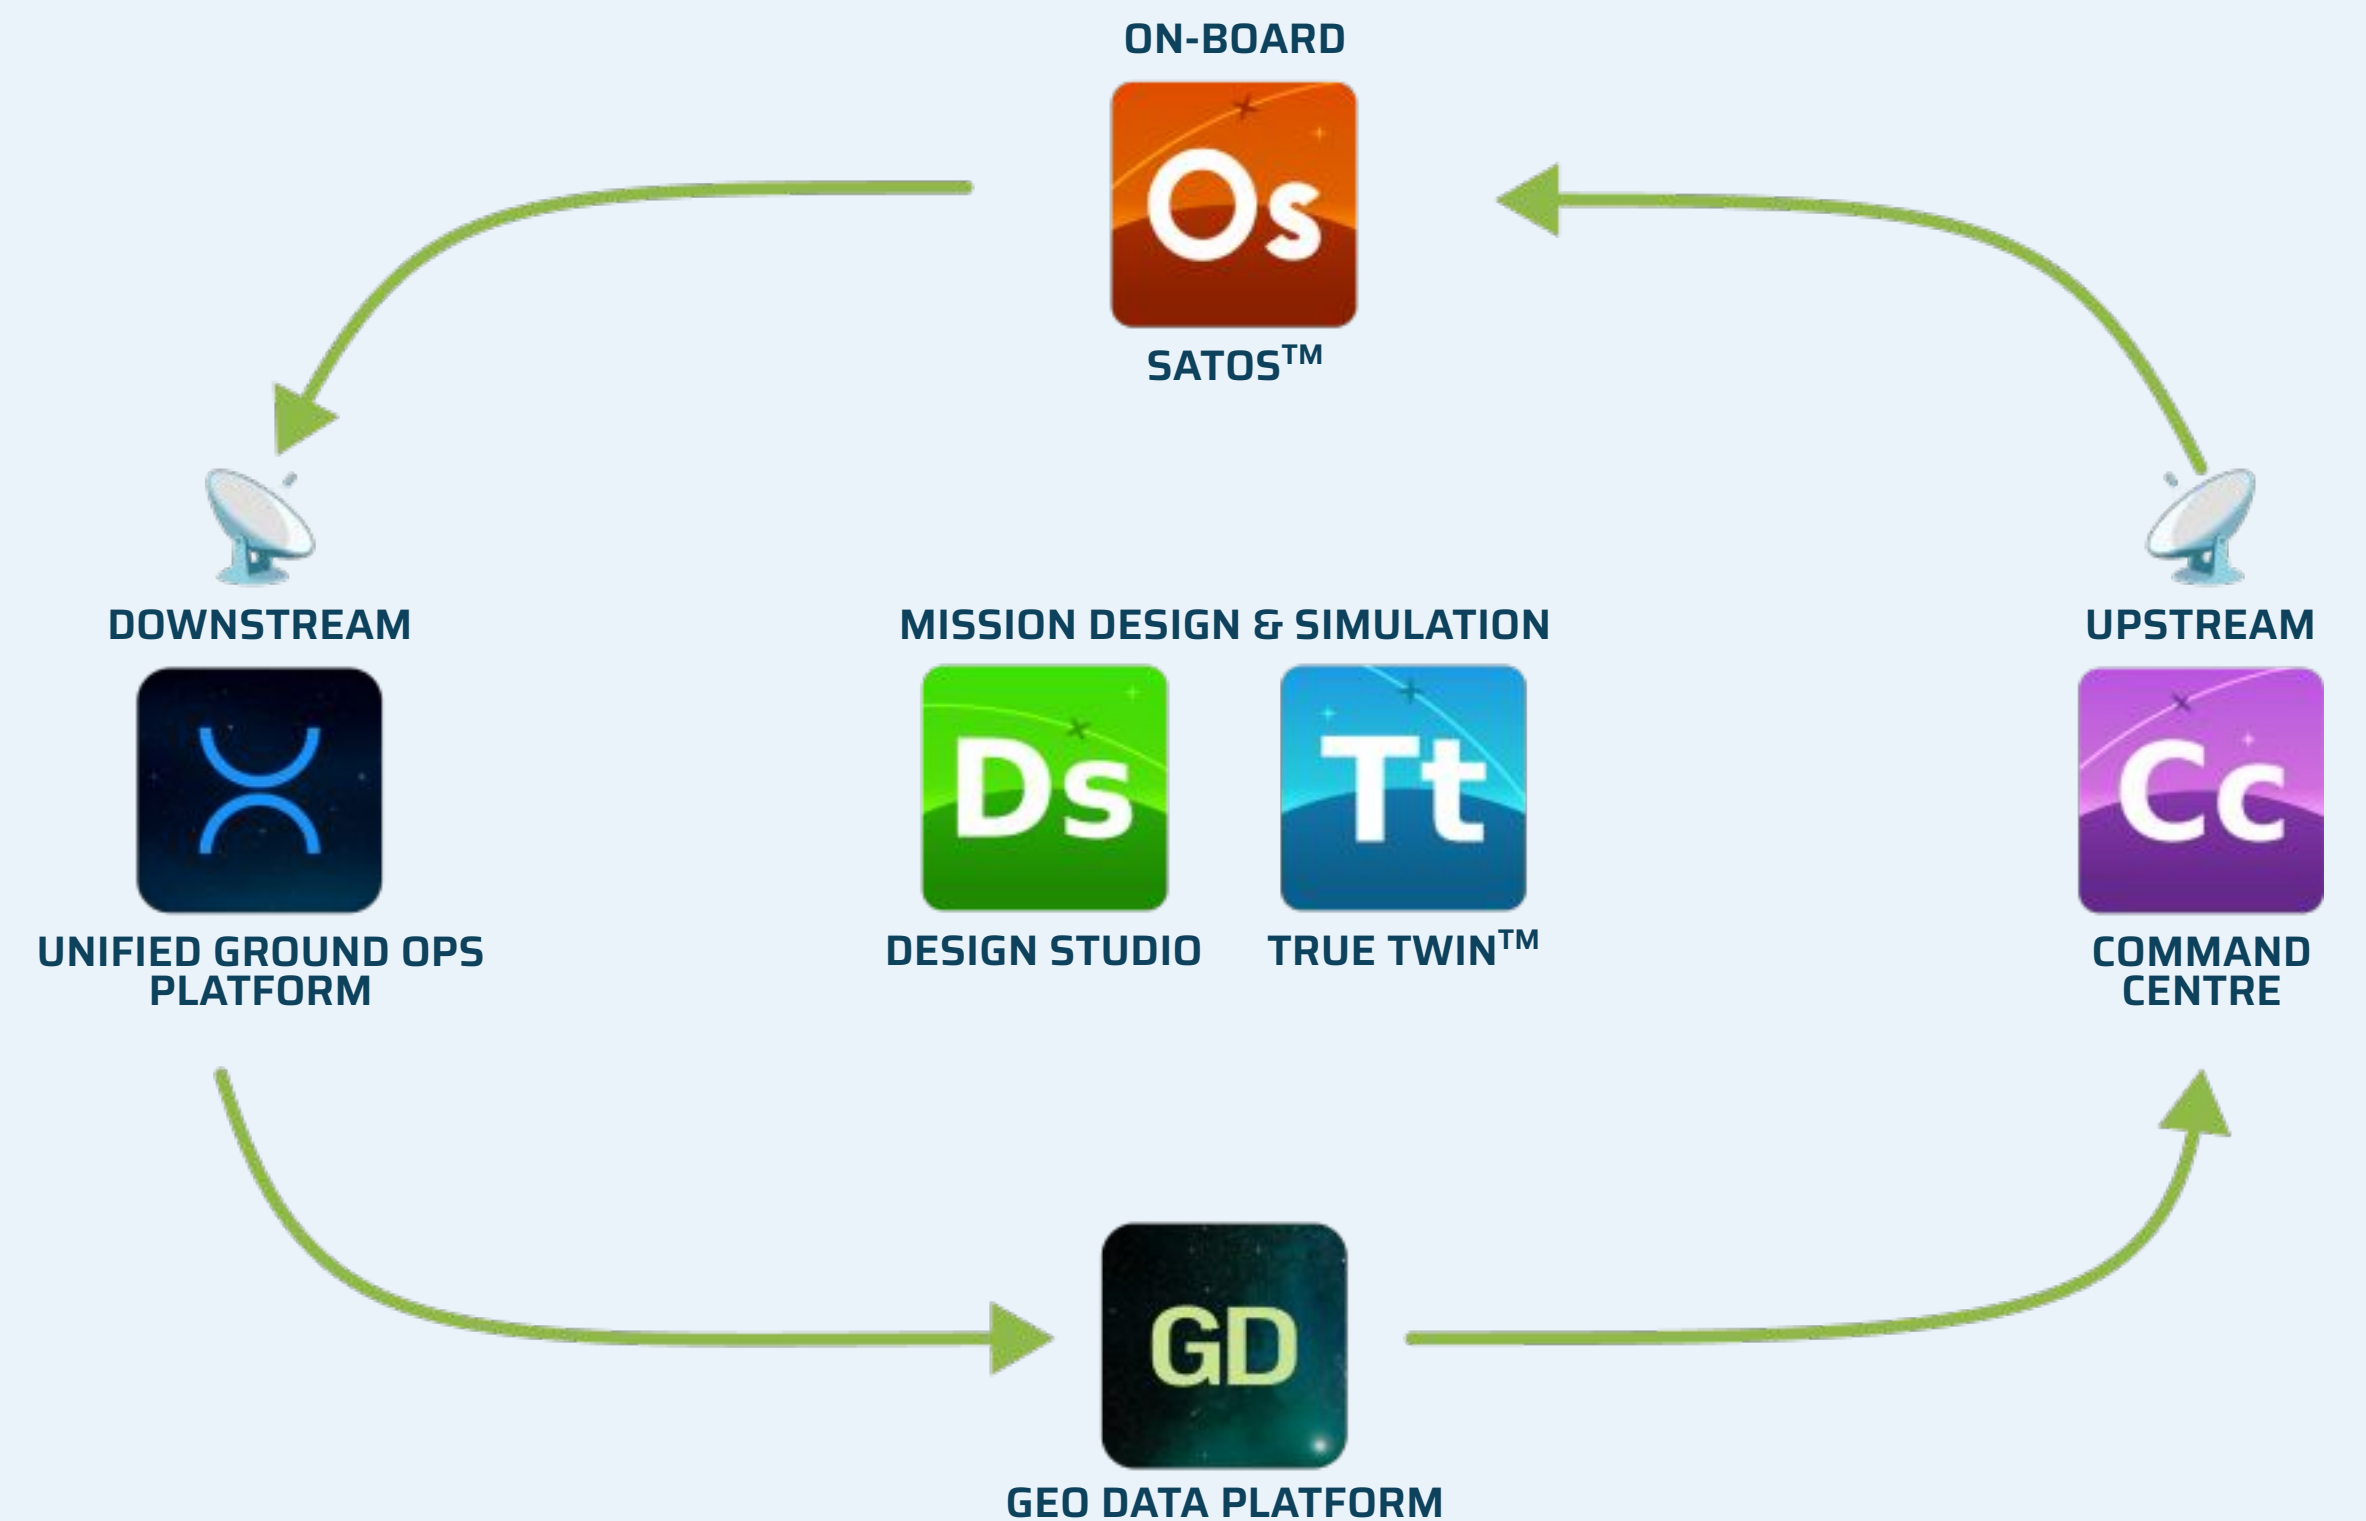 ON-BOARD
Os
SATOS™
DOWNSTREAM
UNIFIED GROUND OPS
PLATFORM
MISSION DESIGN & SIMULATION
Ds
DESIGN STUDIO
Tt
TRUE TWIN™
UPSTREAM
Cc
COMMAND
CENTRE
GD
GEO DATA PLATFORM